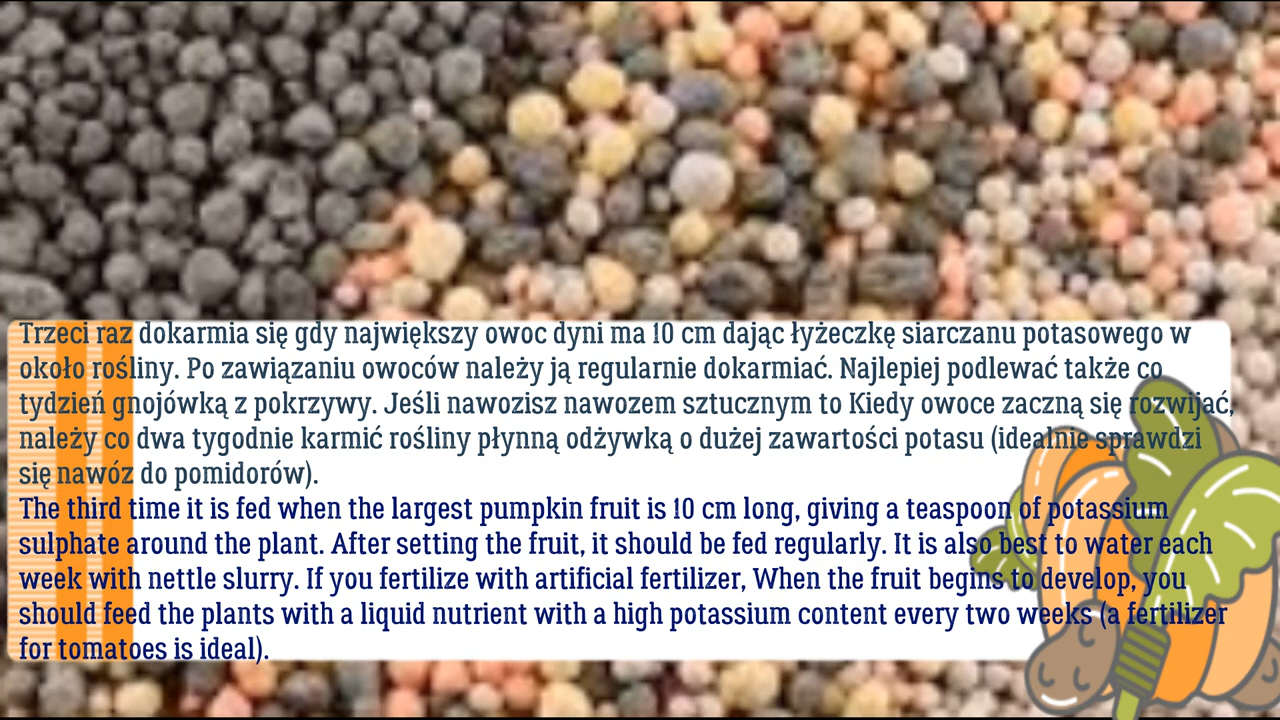 Trzeci raz dokarmia się gdy największy owoc dyni ma 10 cm dając łyżeczkę siarczanu potasowego w
około rośliny. Po zawiązaniu owoców należy ją regularnie dokarmiać. Najlepiej podlewać także co
tydzień gnojówką z pokrzywy. Jeśli nawozisz nawozem sztucznym to Kiedy owoce zaczną się rozwijać,
należy co dwa tygodnie karmić rośliny płynną odżywką o dużej zawartości potasu (idealnie sprawdzi
się nawóz do pomidorów).
The third time it is fed when the largest pumpkin fruit is 10 cm long, giving a teaspoon of potassium
sulphate around the plant. After setting the fruit, it should be fed regularly. It is also best to water each
week with nettle slurry. If you fertilize with artificial fertilizer, When the fruit begins to develop, you
should feed the plants with a liquid nutrient with a high potassium content every two weeks (a fertilizer
for tomatoes is ideal).